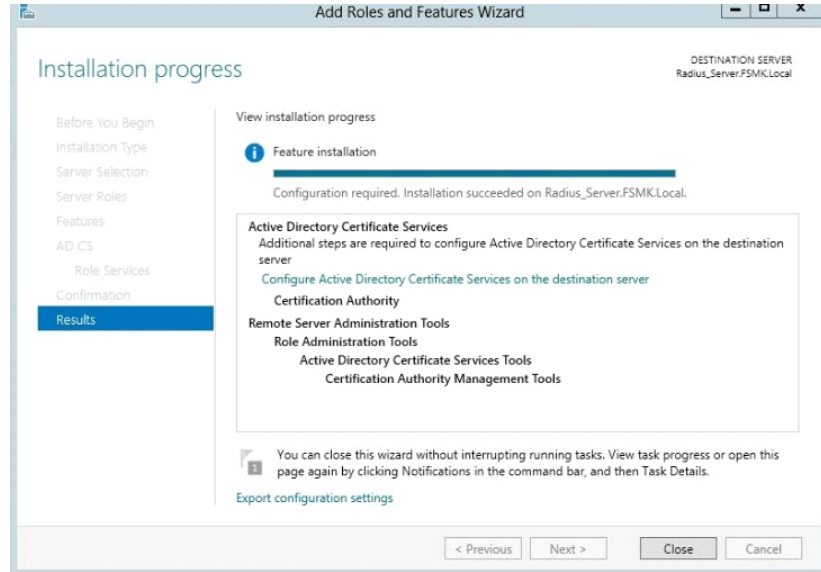 Add Roles and Features Wizard
Installation progress
DESTINATION SERVER
Radius_Server.FSMK.Local
Before You Begin
Installation Type
Server Selection
Server Roles
Features
AD CS
Role Services
Confirmation
Results
View installation progress
Feature installation
Configuration required. Installation succeeded on Radius_Server.FSMK.Local.
Active Directory Certificate Services
Additional steps are required to configure Active Directory Certificate Services on the destination
server
Configure Active Directory Certificate Services on the destination server
Certification Authority
Remote Server Administration Tools
Role Administration Tools
Active Directory Certificate Services Tools
Certification Authority Management Tools
1
You can close this wizard without interrupting running tasks. View task progress or open this
page again by clicking Notifications in the command bar, and then Task Details.
Export configuration settings
< Previous
Next >
Close
Cancel